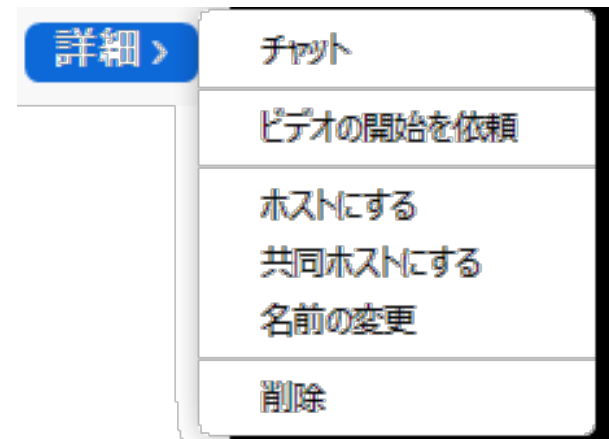 詳細 >
チャット
ビデオの開始を依頼
ホストにする
共同ホストにする
名前の変更
削除